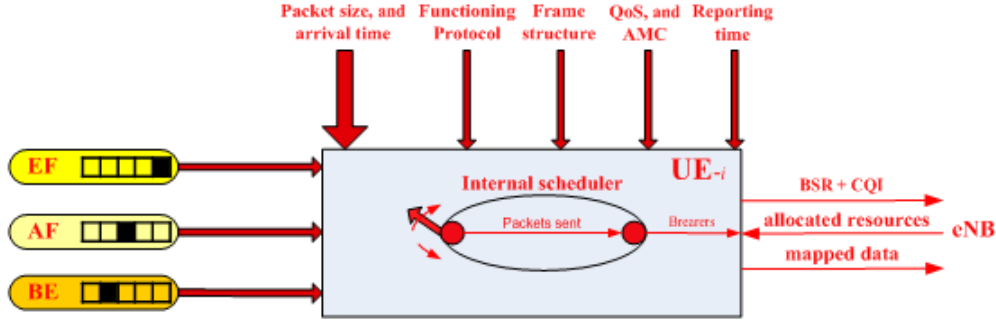 Packet size, and
arrival time
Functioning
Protocol
Frame
structure
QoS, and
AMC
Reporting
time
EF
AF
BE
UE-i
Internal scheduler
Packets sent
Brearers
BSR + CQI
allocated resources
eNB
mapped data